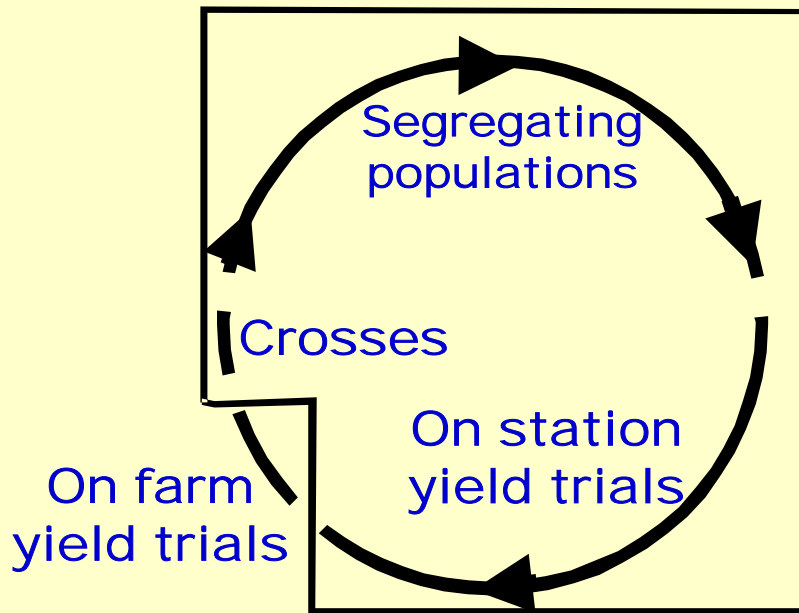 Segregating
populations
Crosses
On station
yield trials
On farm
yield trials